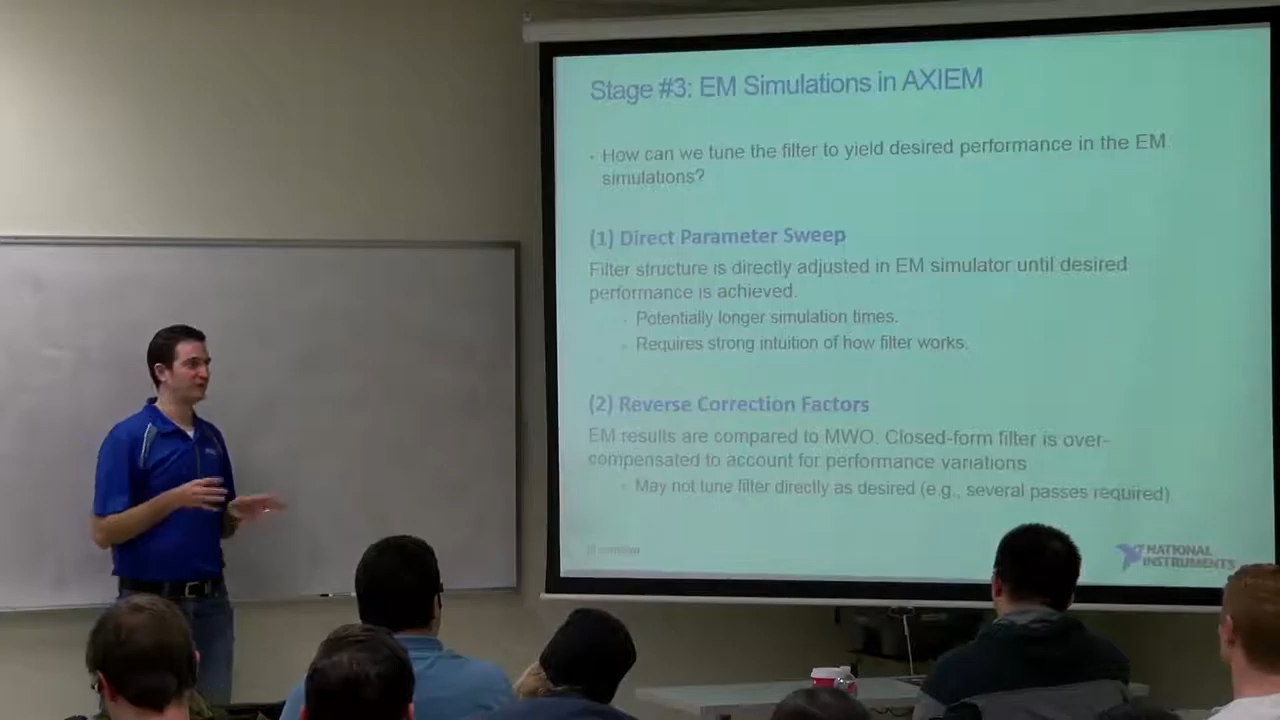 Stage #3: EM Simulations in AXIEM
· How can we tune the filter to yield desired performance in the EM
simulations?
(1) Direct Parameter Sweep
Filter structure is directly adjusted in EM simulator until desired
performance is achieved.
· Potentially longer simulation times.
· Requires strong intuition of how filter works.
(2) Reverse Correction Factors
EM results are compared to MWO. Closed-form filter is over-
compensated to account for performance variations
· May not tune filter directly as desired (e.g., several passes required)
NATIONAL
INSTRUMENTS